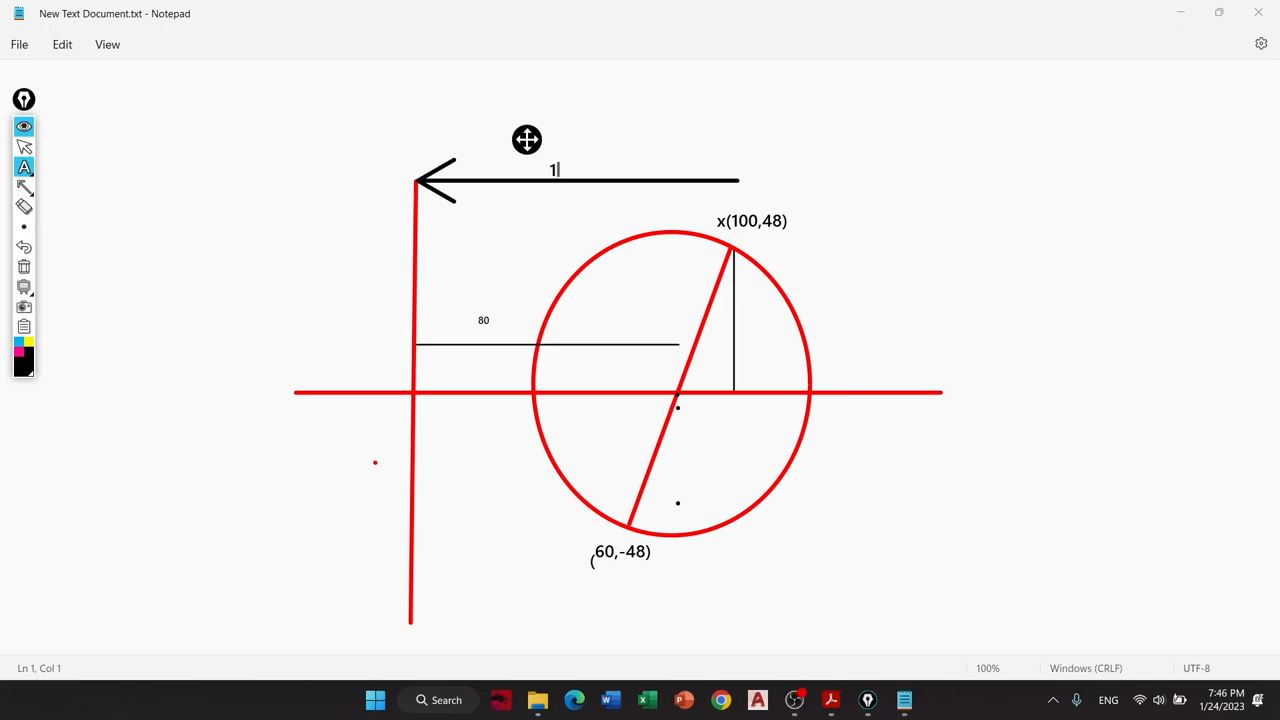 New Text Document.txt - Notepad
File Edit View
1
x(100,48)
80
(60,-48)
Ln 1, Col 1 100% Windows (CRLF) UTF-8
Search
ENG
7:46 PM
1/24/2023